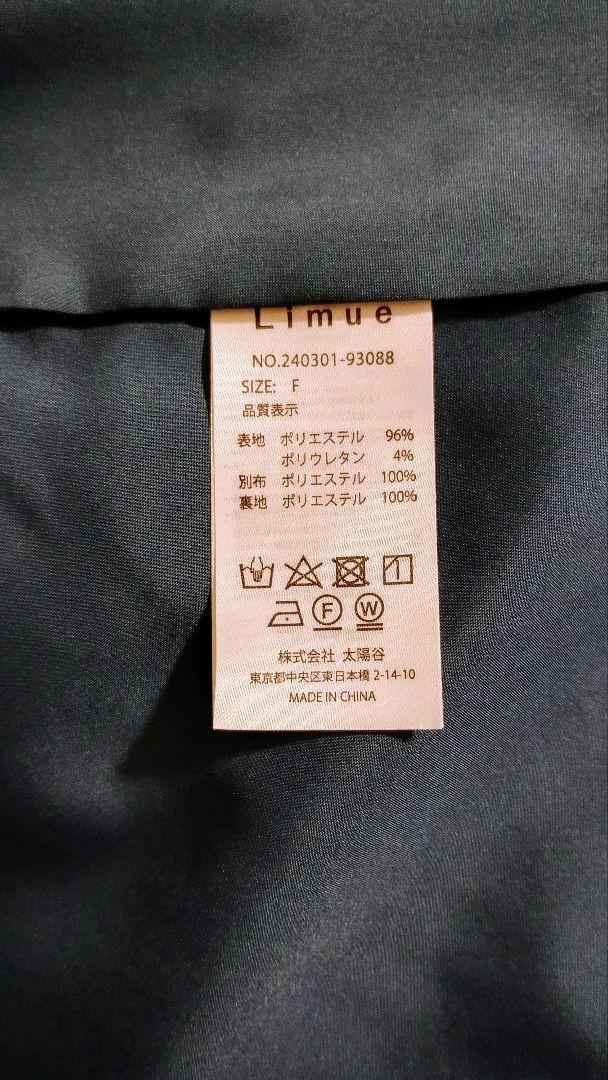 Limue
NO.240301-93088
SIZE: F
品質表示
表地 ポリエステル 96%
ポリウレタン 4%
別布 ポリエステル 100%
裏地 ポリエステル 100%
F W
株式会社 太陽谷
東京都中央区東日本橋 2-14-10
MADE IN CHINA